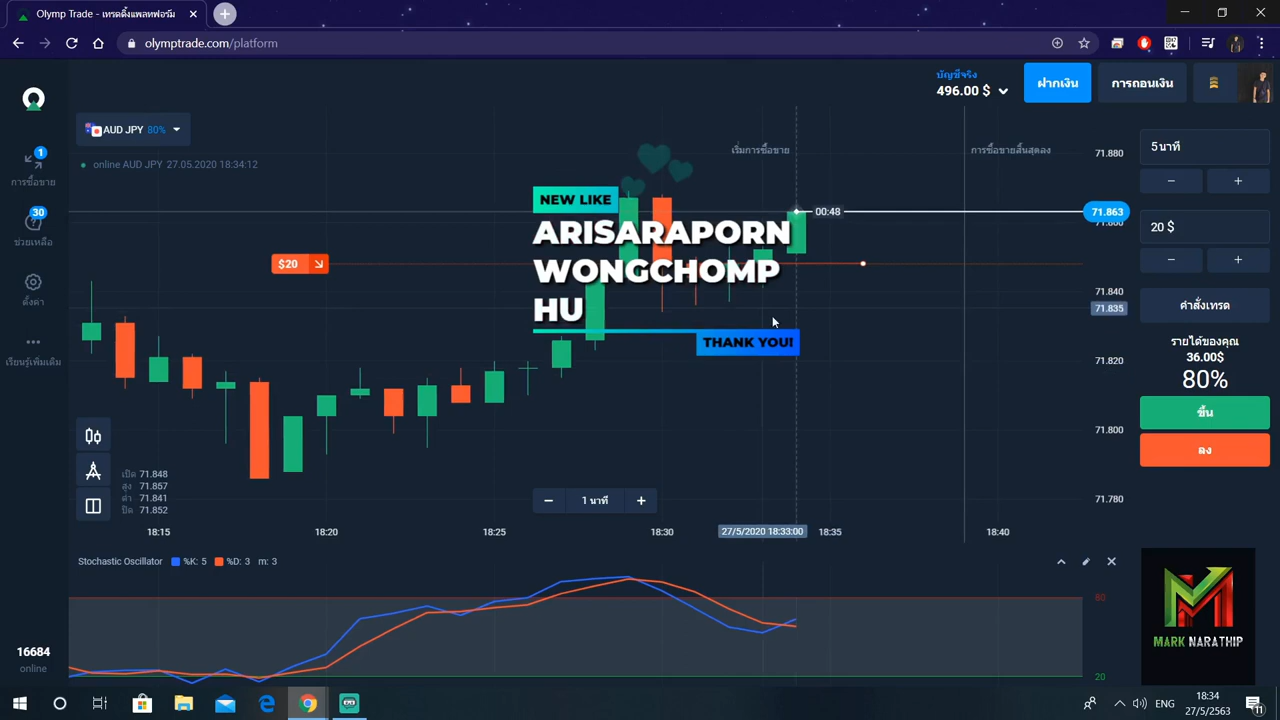 Olymp Trade - เทรดดิ้งแพลทฟอร์ม
olymptrade.com/platform
บัญชีจริง
496.00 $
ฝากเงิน
การถอนเงิน
AUD JPY 80%
online AUD JPY 27.05.2020 18:34:12
1
การซื้อขาย
30
ช่วยเหลือ
ตั้งค่า
เรียนรู้เพิ่มเติม
16684
online
เริ่มการซื้อขาย
การซื้อขายสิ้นสุดลง
NEW LIKE
ARISARAPORN
WONGCHOMP
HU
THANK YOU!
$20
00:48
71.880
71.863
71.840
71.835
71.820
71.800
71.780
5 นาที
20 $
คำสั่งเทรด
รายได้ของคุณ
36.00$
80%
ขึ้น
ลง
เปิด 71.848
สูง 71.857
ต่ำ 71.841
ปิด 71.852
1 นาที
18:15
18:20
18:25
18:30
27/5/2020 18:33:00
18:35
18:40
Stochastic Oscillator %K: 5 %D: 3 m: 3
80
20
MARK NARATHIP
ENG
18:34
27/5/2563
11